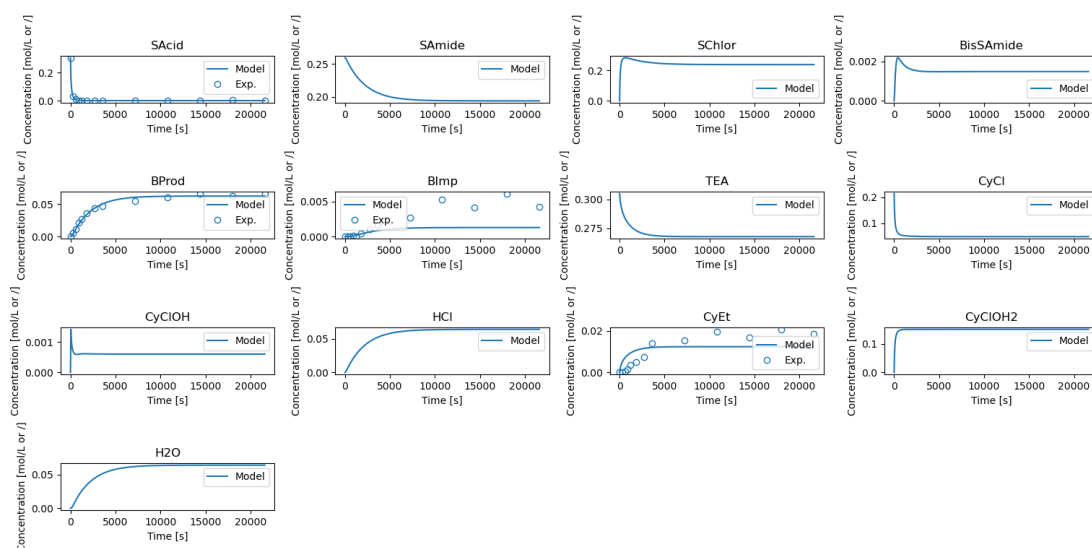 SAcid
Concentration [mol/L or /]
0.2
0.0
Model
Exp.
0 5000 10000 15000 20000
Time [s]
SAmide
Concentration [mol/L or /]
0.25
0.20
Model
0 5000 10000 15000 20000
Time [s]
SChlor
Concentration [mol/L or /]
0.2
0.0
Model
0 5000 10000 15000 20000
Time [s]
BisSAmide
Concentration [mol/L or /]
0.002
0.000
Model
0 5000 10000 15000 20000
Time [s]
BProd
Concentration [mol/L or /]
0.05
0.00
Model
Exp.
0 5000 10000 15000 20000
Time [s]
BImp
Concentration [mol/L or /]
0.005
0.000
Model
Exp.
0 5000 10000 15000 20000
Time [s]
TEA
Concentration [mol/L or /]
0.300
0.275
Model
0 5000 10000 15000 20000
Time [s]
CyCl
Concentration [mol/L or /]
0.2
0.1
Model
0 5000 10000 15000 20000
Time [s]
CyClOH
Concentration [mol/L or /]
0.001
0.000
Model
0 5000 10000 15000 20000
Time [s]
HCl
Concentration [mol/L or /]
0.05
0.00
Model
0 5000 10000 15000 20000
Time [s]
CyEt
Concentration [mol/L or /]
0.02
0.00
Model
Exp.
0 5000 10000 15000 20000
Time [s]
CyClOH2
Concentration [mol/L or /]
0.1
0.0
Model
0 5000 10000 15000 20000
Time [s]
H2O
Concentration [mol/L or /]
0.05
0.00
Model
0 5000 10000 15000 20000
Time [s]